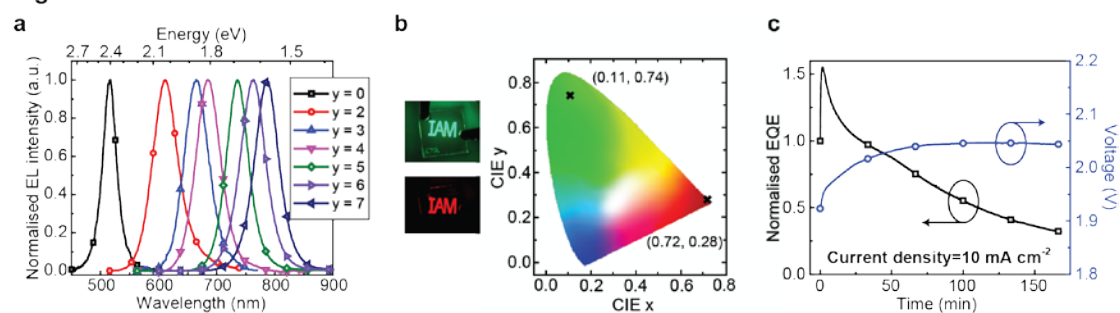 a
Energy (eV)
2.7 2.4 2.1 1.8 1.5
Normalised EL intensity (a.u.)
1.0
0.8
0.6
0.4
0.2
0.0
y = 0
y = 2
y = 3
y = 4
y = 5
y = 6
y = 7
500 600 700 800 900
Wavelength (nm)
b
IAM
IAM
CIE y
0.8
0.6
0.4
0.2
0.0
(0.11, 0.74)
(0.72, 0.28)
0.0 0.2 0.4 0.6 0.8
CIE x
c
Normalised EQE
1.5
1.0
0.5
0.0
Current density=10 mA cm⁻²
0 50 100 150
Time (min)
2.2
2.1
2.0
1.9
1.8
Voltage (V)